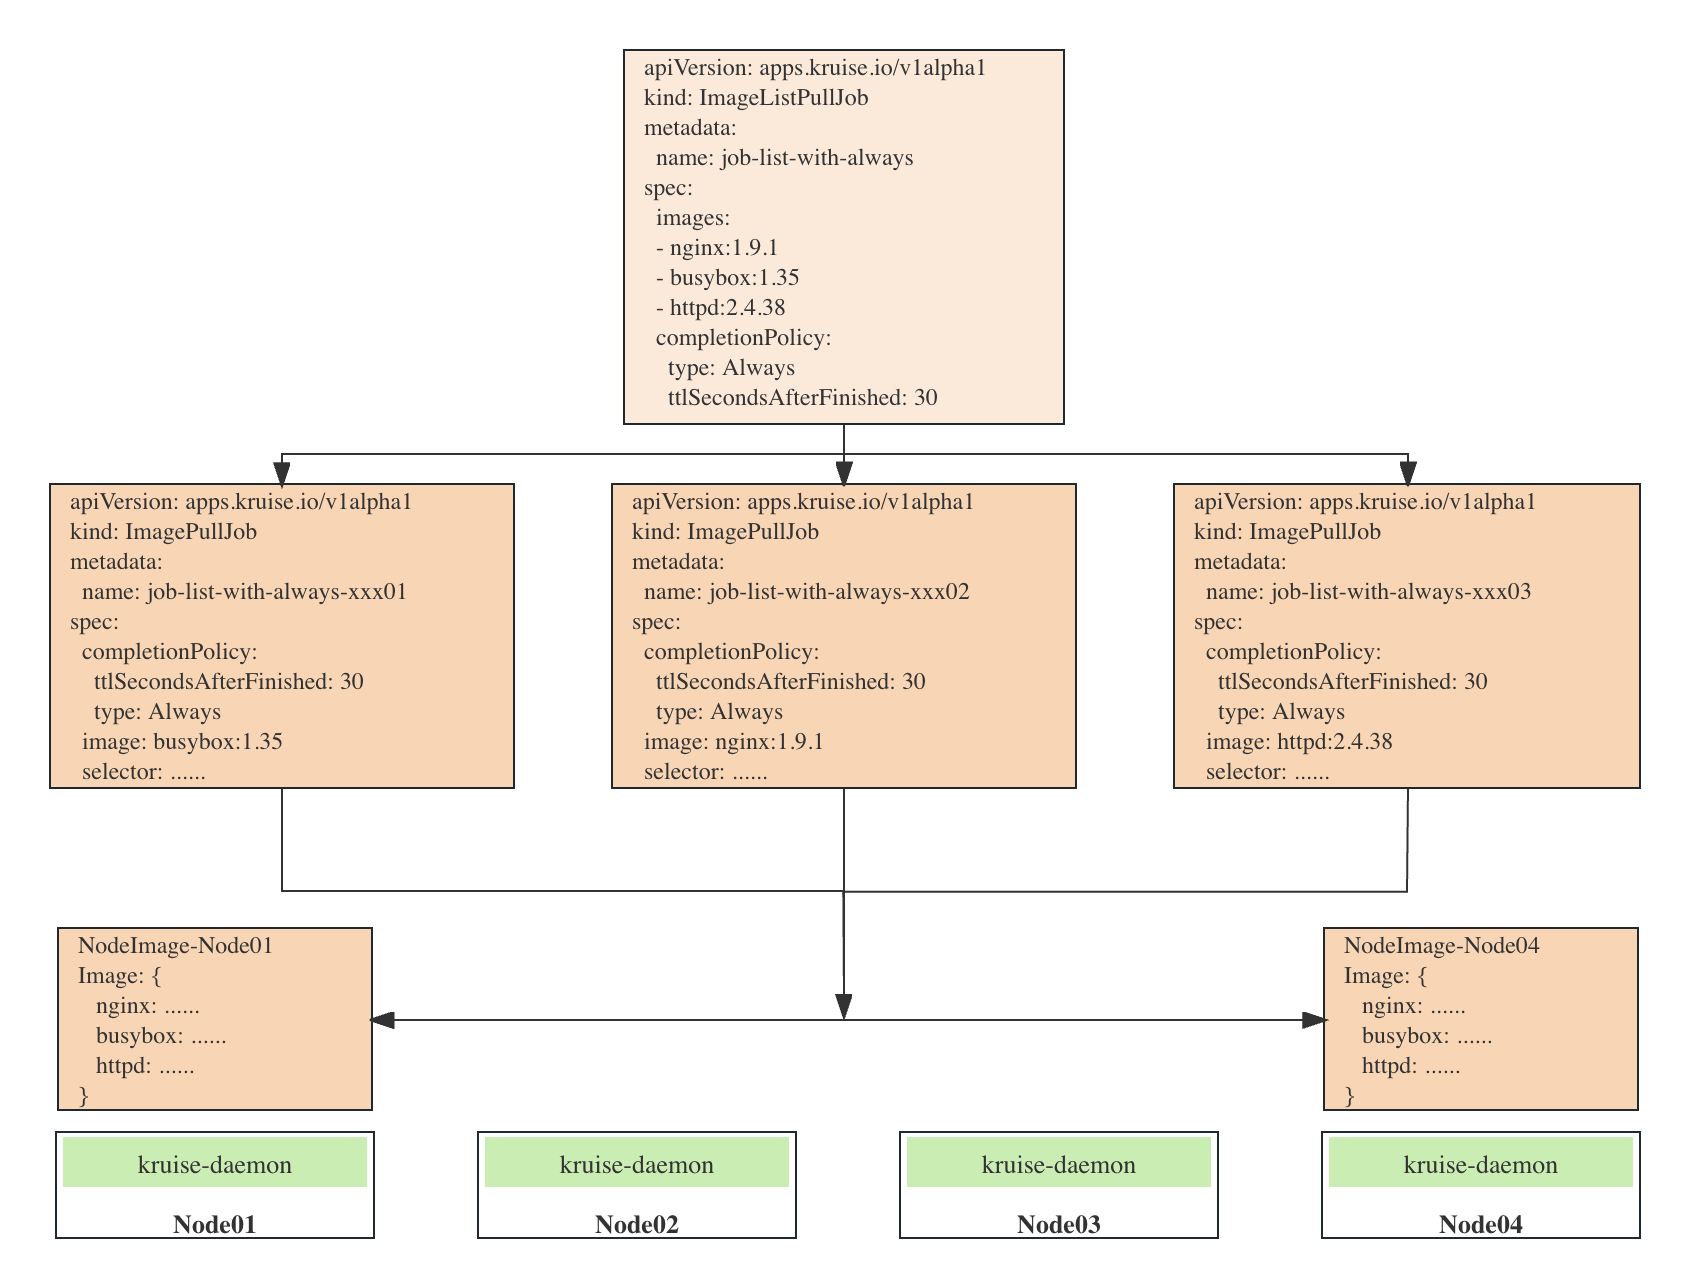 apiVersion: apps.kruise.io/v1alpha1
kind: ImageListPullJob
metadata:
  name: job-list-with-always
spec:
  images:
  - nginx:1.9.1
  - busybox:1.35
  - httpd:2.4.38
  completionPolicy:
    type: Always
    ttlSecondsAfterFinished: 30
apiVersion: apps.kruise.io/v1alpha1
kind: ImagePullJob
metadata:
  name: job-list-with-always-xxx01
spec:
  completionPolicy:
    ttlSecondsAfterFinished: 30
    type: Always
  image: busybox:1.35
  selector: ......
apiVersion: apps.kruise.io/v1alpha1
kind: ImagePullJob
metadata:
  name: job-list-with-always-xxx02
spec:
  completionPolicy:
    ttlSecondsAfterFinished: 30
    type: Always
  image: nginx:1.9.1
  selector: ......
apiVersion: apps.kruise.io/v1alpha1
kind: ImagePullJob
metadata:
  name: job-list-with-always-xxx03
spec:
  completionPolicy:
    ttlSecondsAfterFinished: 30
    type: Always
  image: httpd:2.4.38
  selector: ......
NodeImage-Node01
Image: {
   nginx: ......
   busybox: ......
   httpd: ......
}
NodeImage-Node04
Image: {
   nginx: ......
   busybox: ......
   httpd: ......
}
kruise-daemon
Node01
kruise-daemon
Node02
kruise-daemon
Node03
kruise-daemon
Node04